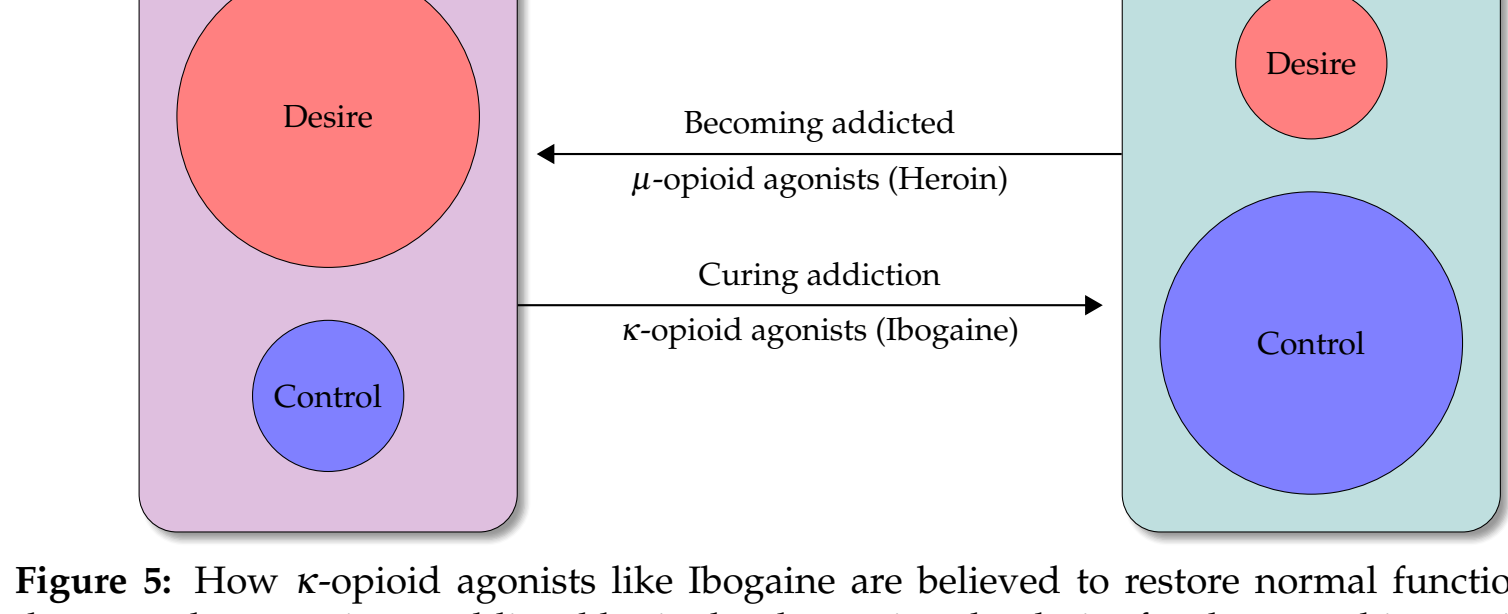 Desire
Control
Becoming addicted
μ-opioid agonists (Heroin)
Curing addiction
κ-opioid agonists (Ibogaine)
Desire
Control
Figure 5: How κ-opioid agonists like Ibogaine are believed to restore normal